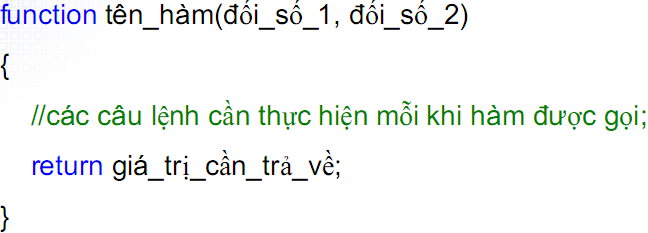 function tên_hàm(đối_số_1, đối_số_2)
{
//các câu lệnh cần thực hiện mỗi khi hàm được gọi;
return giá_trị_cần_trả_về;
}